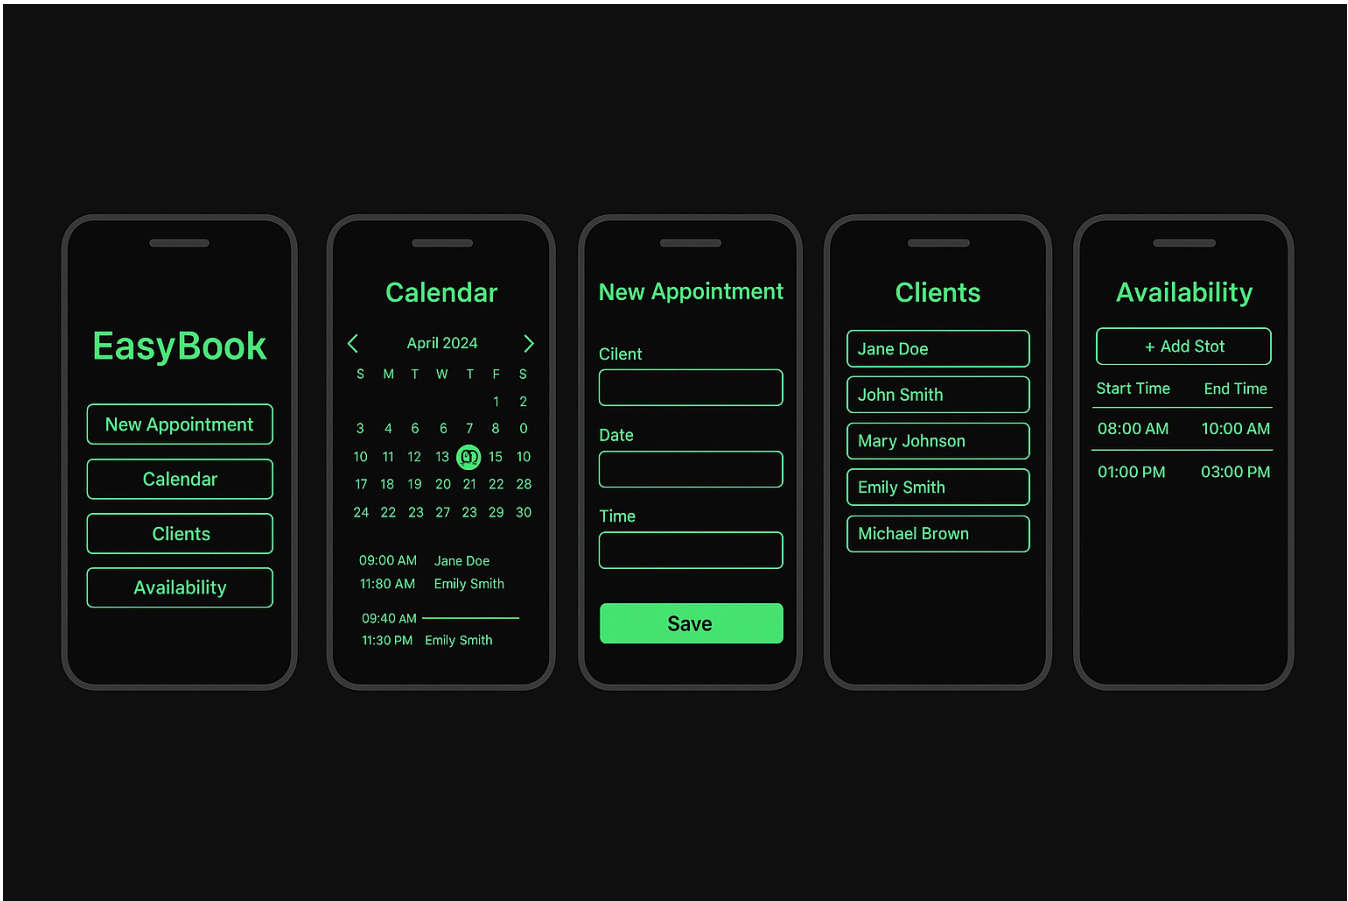 EasyBook
New Appointment
Calendar
Clients
Availability
Calendar
April 2024
S M T W T F S
1 2
3 4 6 6 7 8 0
10 11 12 13 15 10
17 18 19 20 21 22 28
24 22 23 27 23 29 30
09:00 AM Jane Doe
11:80 AM Emily Smith
09:40 AM
11:30 PM Emily Smith
New Appointment
Cilent
Date
Time
Save
Clients
Jane Doe
John Smith
Mary Johnson
Emily Smith
Michael Brown
Availability
+ Add Stot
Start Time End Time
08:00 AM 10:00 AM
01:00 PM 03:00 PM